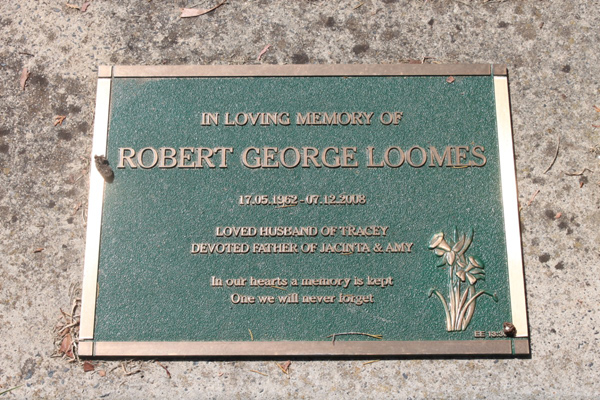 IN LOVING MEMORY OF
ROBERT GEORGE LOOMES
17.05.1962 - 07.12.2008
LOVED HUSBAND OF TRACEY
DEVOTED FATHER OF JACINTA & AMY
In our hearts a memory is kept
One we will never forget
EE